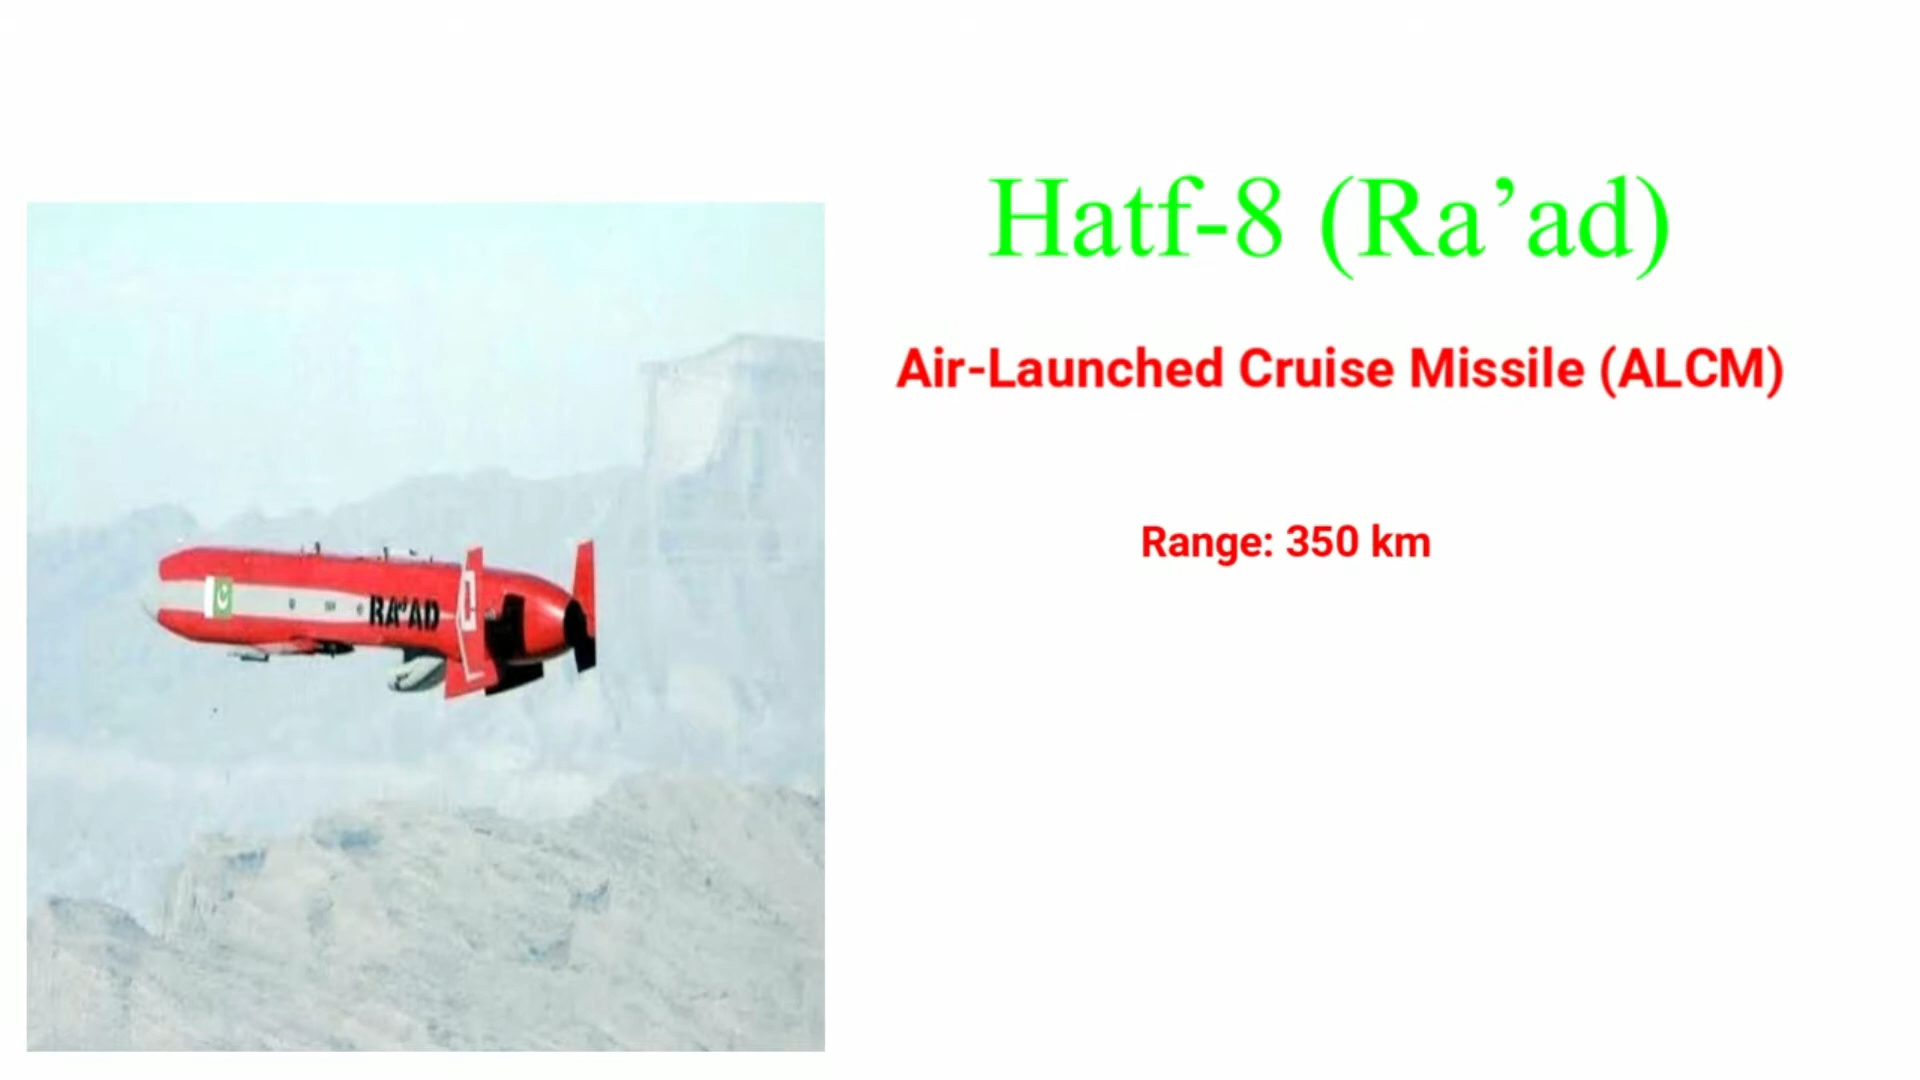 Hatf-8 (Ra’ad)
Air-Launched Cruise Missile (ALCM)
Range: 350 km
RA'AD